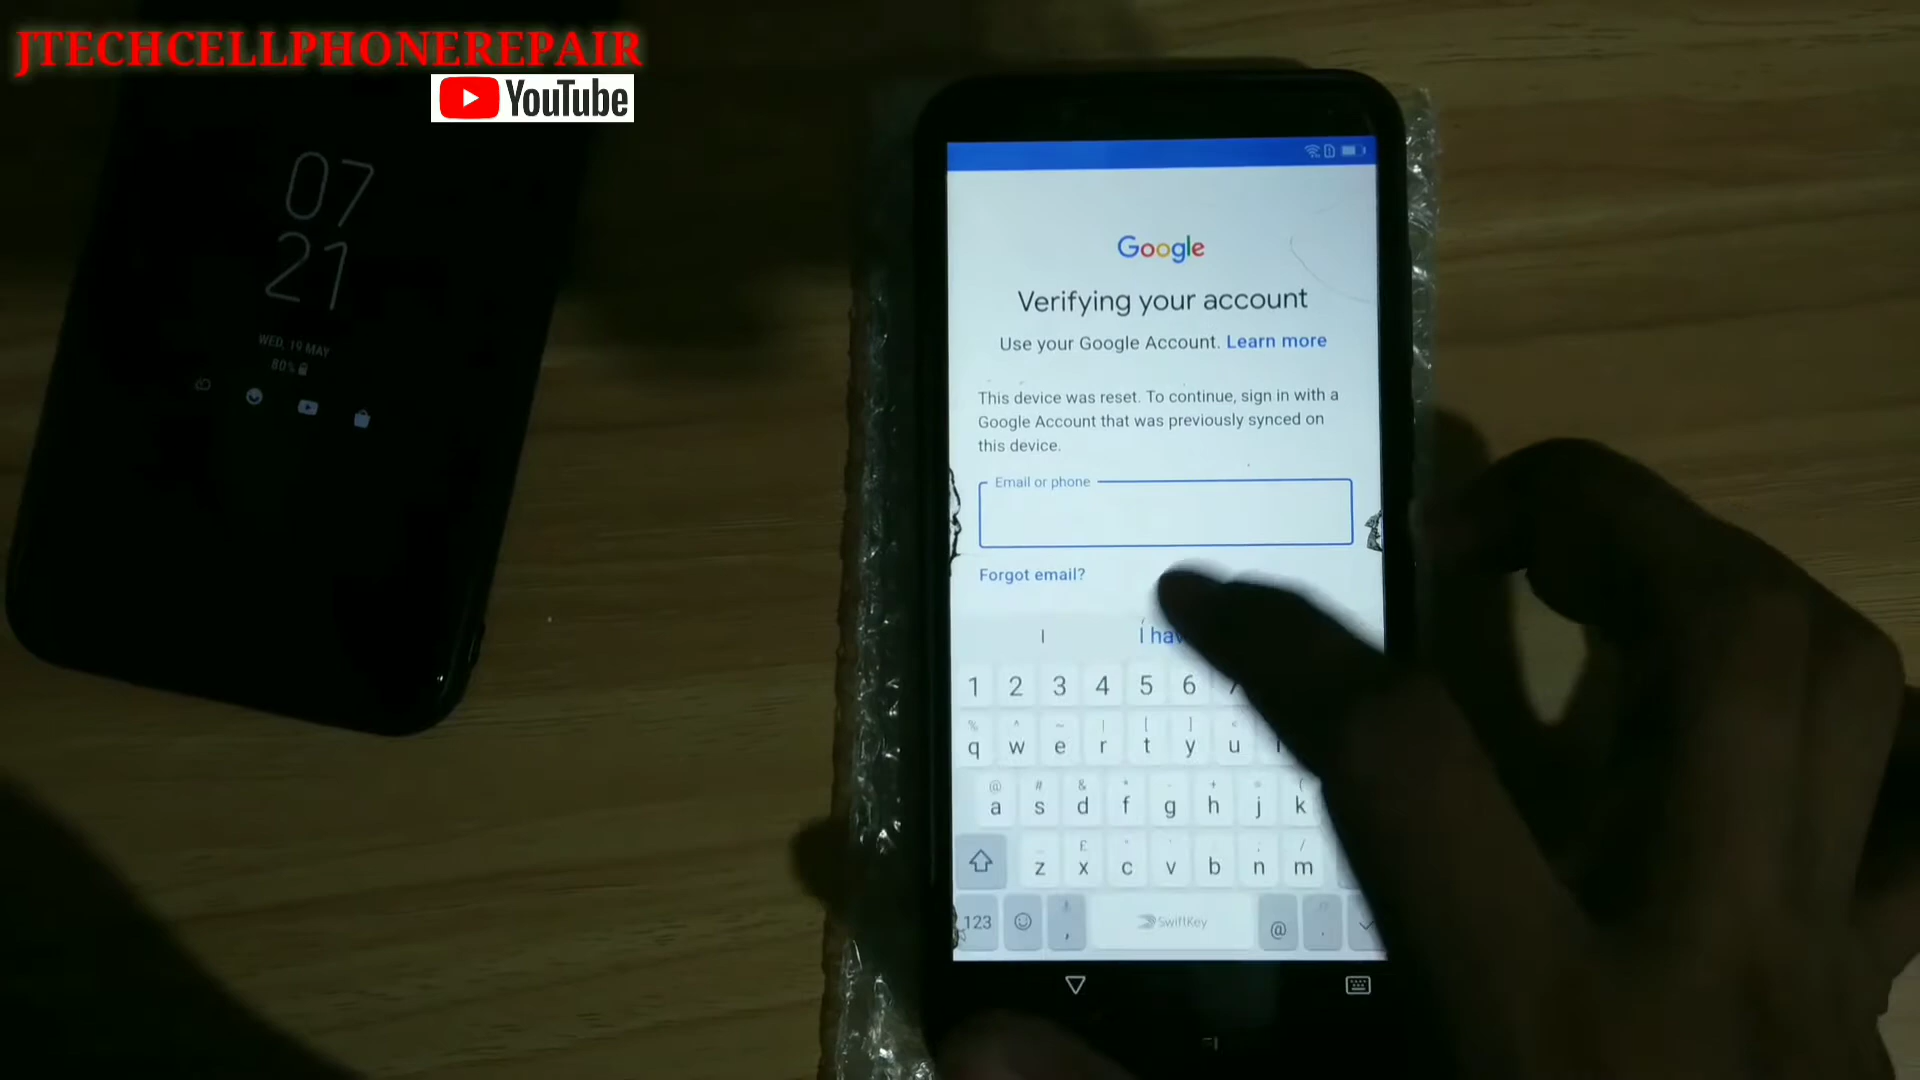 JTECHCELLPHONEREPAIR
YouTube
07
21
WED, 19 MAY
80%
Google
Verifying your account
Use your Google Account. Learn more
This device was reset. To continue, sign in with a
Google Account that was previously synced on
this device.
Email or phone
Forgot email?
I
I hav
1 2 3 4 5 6 7
% ^ ~ | [ ] <
q w e r t y u
@ # & * - + = (
a s d f g h j k
£ /
z x c v b n m
123 , SwiftKey @ .